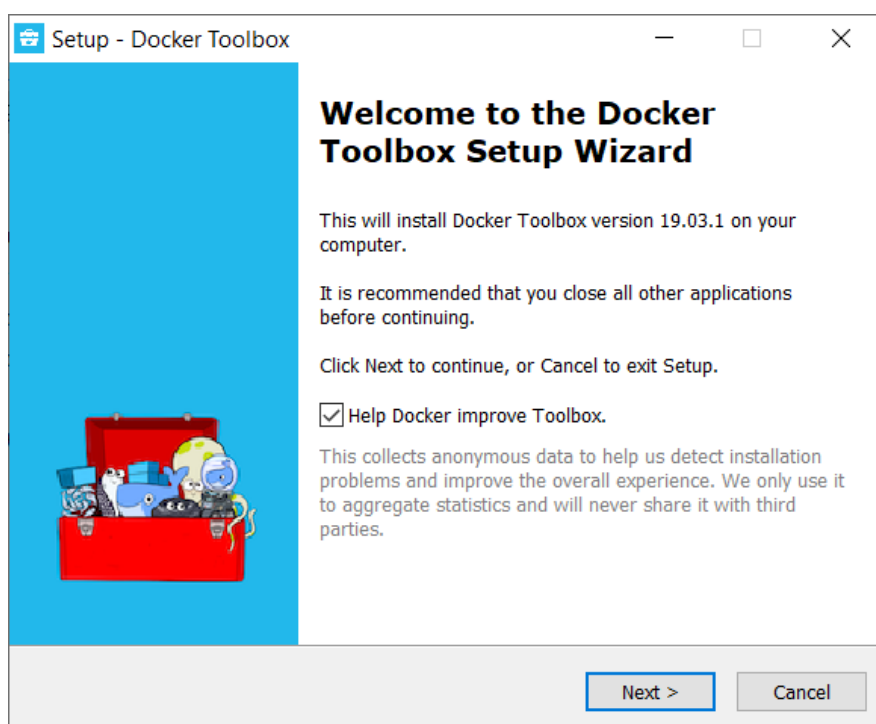 Setup - Docker Toolbox
Welcome to the Docker
Toolbox Setup Wizard
This will install Docker Toolbox version 19.03.1 on your
computer.
It is recommended that you close all other applications
before continuing.
Click Next to continue, or Cancel to exit Setup.
Help Docker improve Toolbox.
This collects anonymous data to help us detect installation
problems and improve the overall experience. We only use it
to aggregate statistics and will never share it with third
parties.
Next >
Cancel